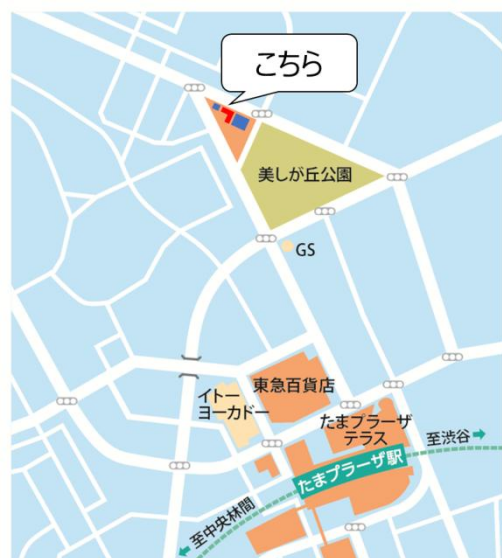 こちら
美しが丘公園
GS
東急百貨店
イトー
ヨーカドー
たまプラーザ
テラス
至渋谷
たまプラーザ駅
至中央林間